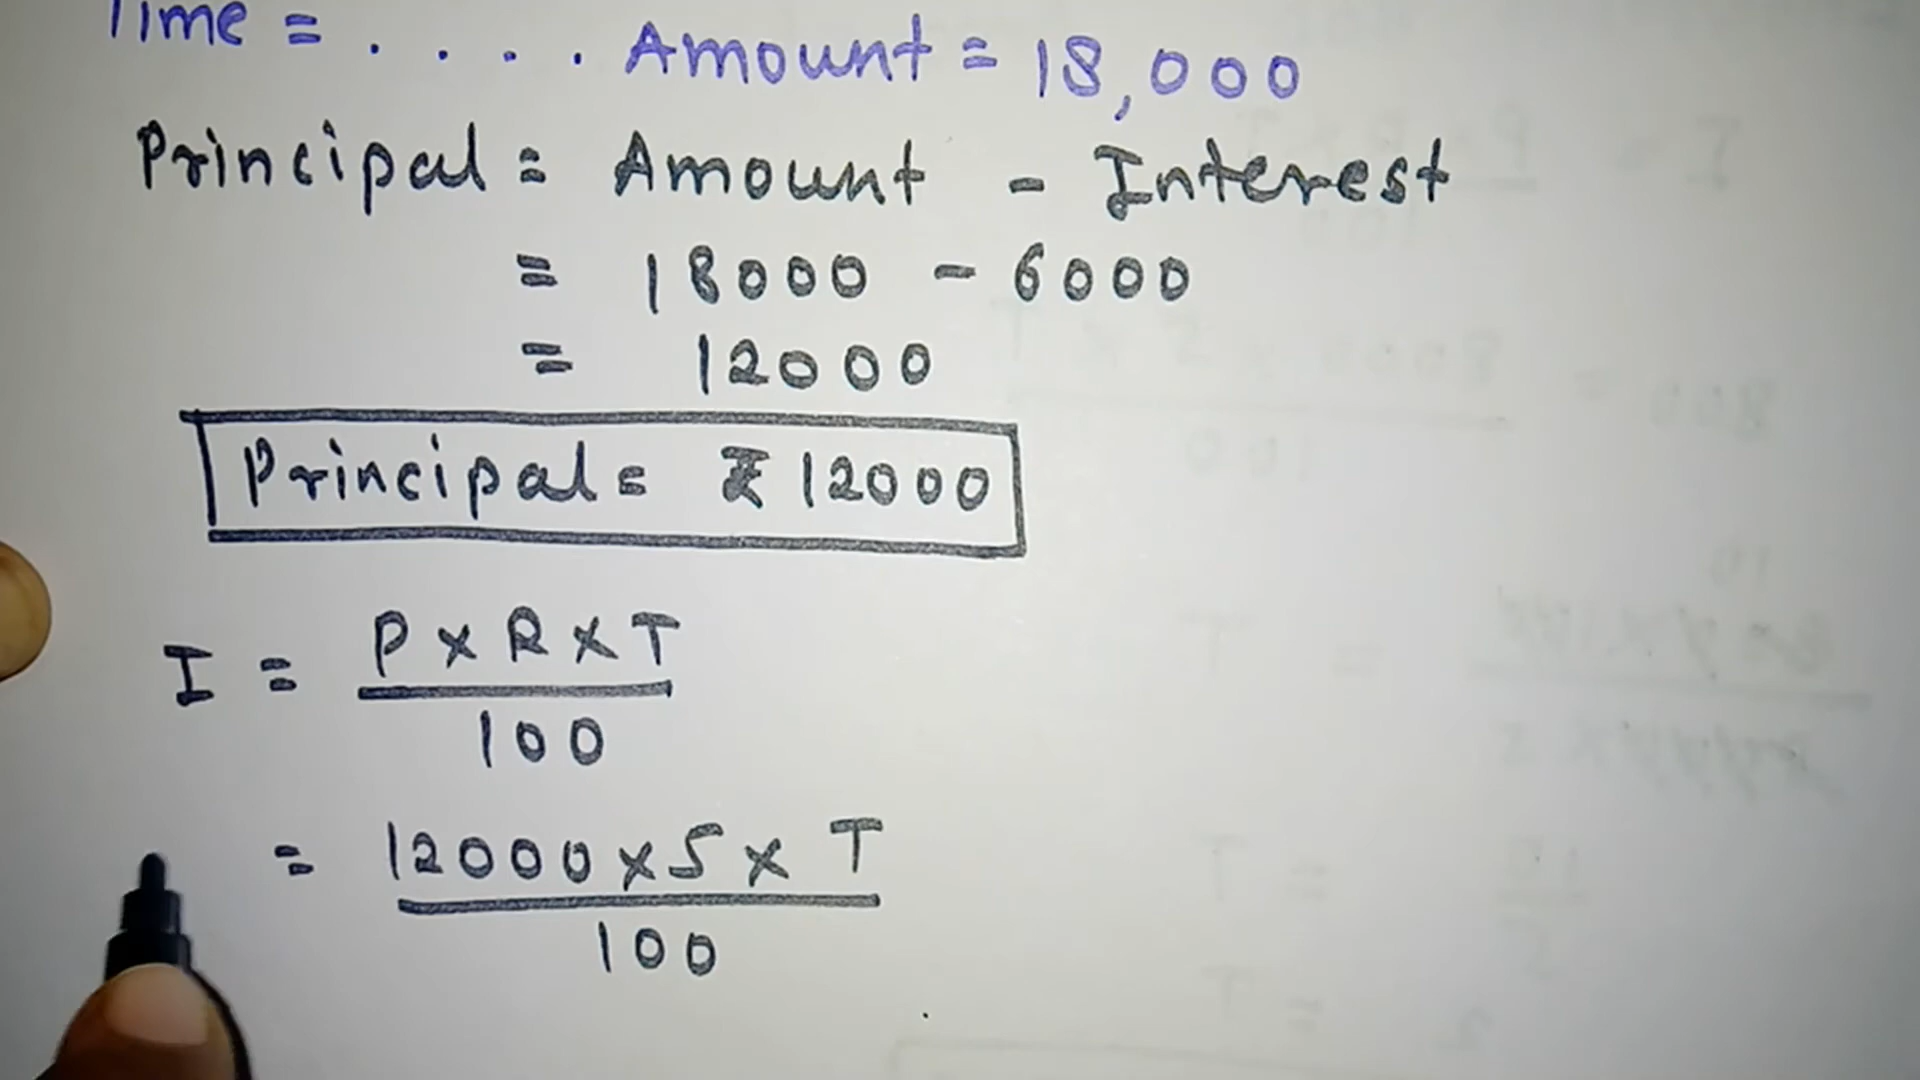 Time = . . . . Amount = 18,000
Principal = Amount - Interest
= 18000 - 6000
= 12000
Principal = ₹ 12000
I = P x R x T
100
= 12000 x 5 x T
100